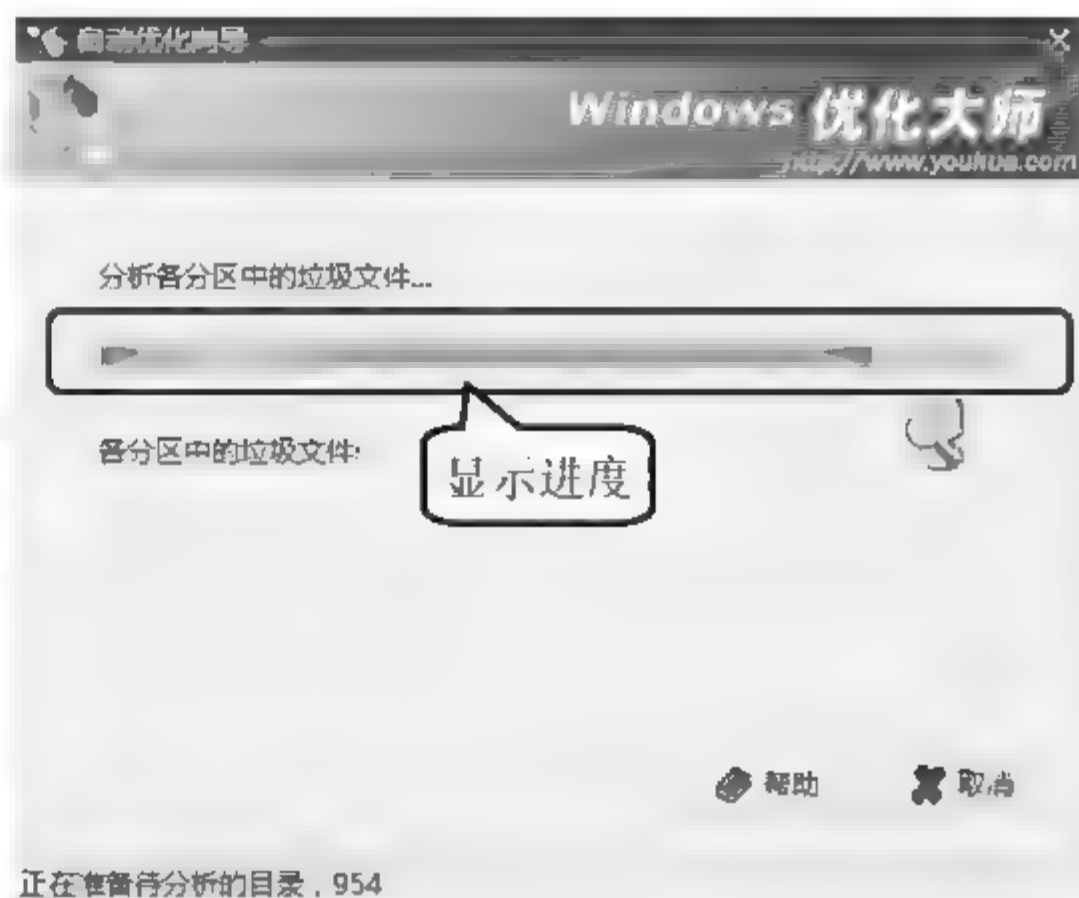 自动优化向导
Windows 优化大师
http://www.youhua.com
分析各分区中的垃圾文件...
各分区中的垃圾文件:
显示进度
帮助
取消
正在准备待分析的目录,954